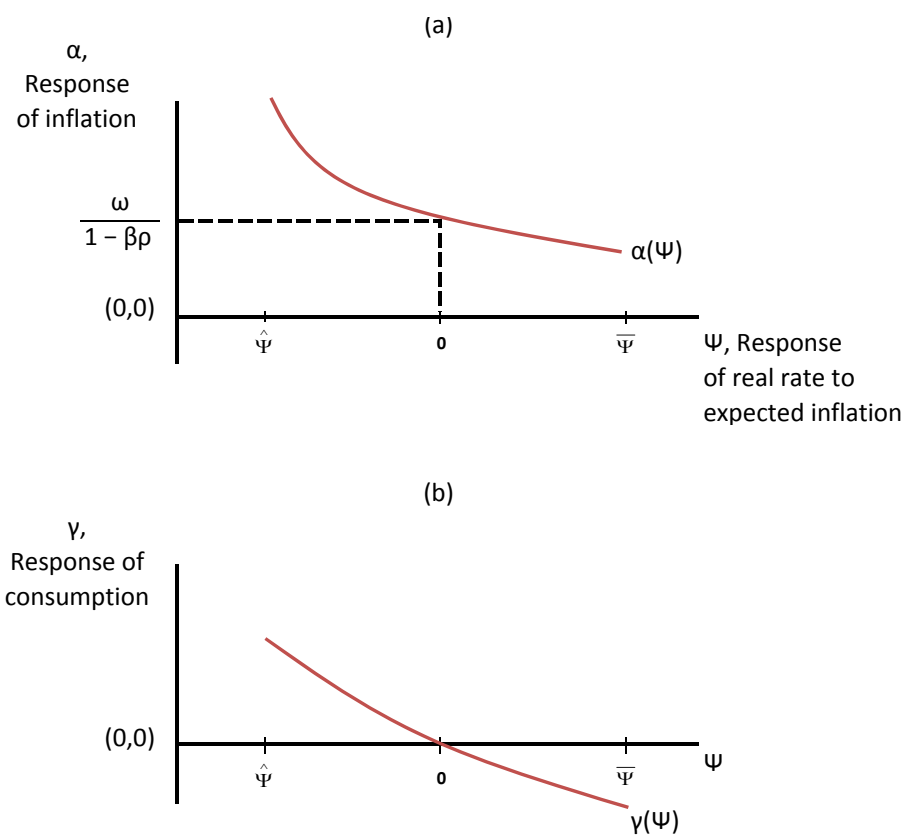 (a)
α,
Response
of inflation
ω
1 − βρ
α(Ψ)
(0,0)
Ψ̂
0
Ψ̅
Ψ, Response
of real rate to
expected inflation
(b)
γ,
Response of
consumption
(0,0)
Ψ̂
0
Ψ̅
Ψ
γ(Ψ)